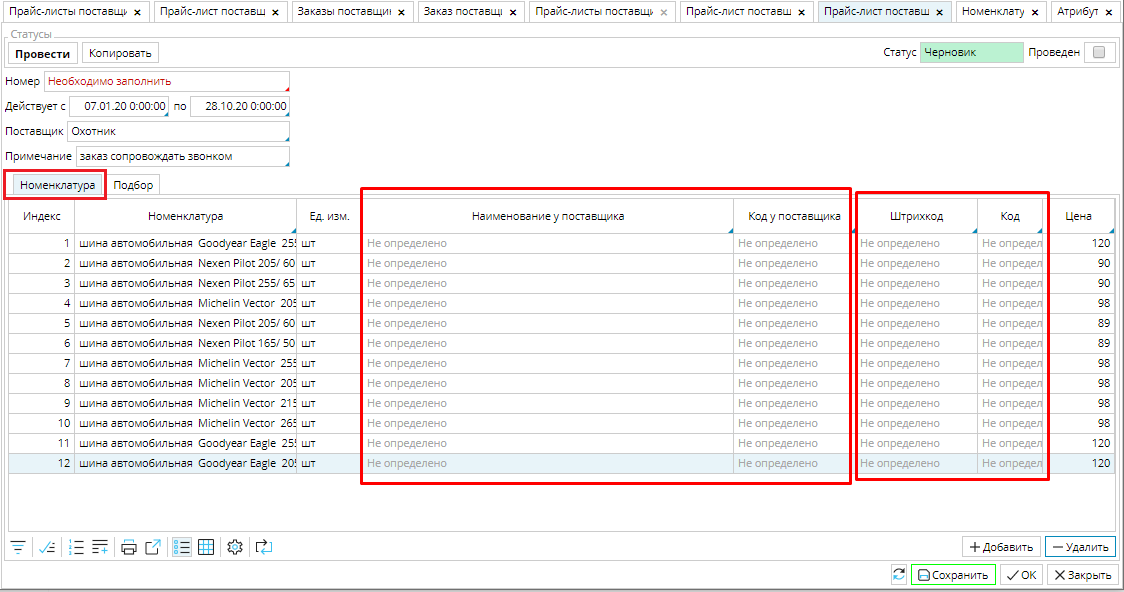 Прайс-листы поставщи Прайс-лист поставщ Заказы поставщик Заказ поставщ Прайс-листы поставщи Прайс-лист поставщ Прайс-лист поставщ Номенклату Атрибут
Статусы
Провести Копировать Статус Черновик Проведен
Номер Необходимо заполнить
Действует с 07.01.20 0:00:00 по 28.10.20 0:00:00
Поставщик Охотник
Примечание заказ сопровождать звонком
Номенклатура Подбор
Индекс Номенклатура Ед. изм. Наименование у поставщика Код у поставщика Штрихкод Код Цена
1 шина автомобильная Goodyear Eagle 255 шт Не определено Не определено Не определено Не определ 120
2 шина автомобильная Nexen Pilot 205/ 60 шт Не определено Не определено Не определено Не определ 90
3 шина автомобильная Nexen Pilot 255/ 65 шт Не определено Не определено Не определено Не определ 90
4 шина автомобильная Michelin Vector 205 шт Не определено Не определено Не определено Не определ 98
5 шина автомобильная Nexen Pilot 205/ 60 шт Не определено Не определено Не определено Не определ 89
6 шина автомобильная Nexen Pilot 165/ 50 шт Не определено Не определено Не определено Не определ 89
7 шина автомобильная Michelin Vector 255 шт Не определено Не определено Не определено Не определ 98
8 шина автомобильная Michelin Vector 205 шт Не определено Не определено Не определено Не определ 98
9 шина автомобильная Michelin Vector 215 шт Не определено Не определено Не определено Не определ 98
10 шина автомобильная Michelin Vector 265 шт Не определено Не определено Не определено Не определ 98
11 шина автомобильная Goodyear Eagle 255 шт Не определено Не определено Не определено Не определ 120
12 шина автомобильная Goodyear Eagle 205 шт Не определено Не определено Не определено Не определ 120
Добавить Удалить
Сохранить OK Закрыть